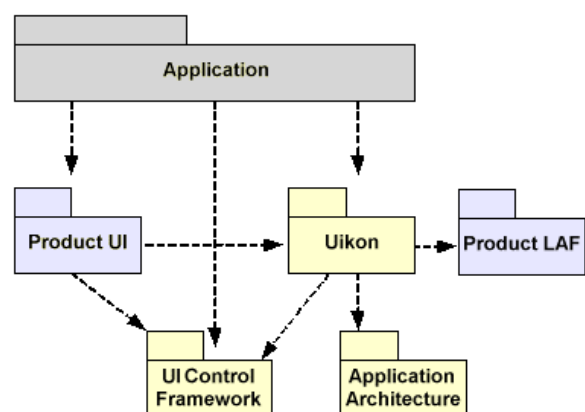 Application
Product UI
Uikon
Product LAF
UI Control
Framework
Application
Architecture